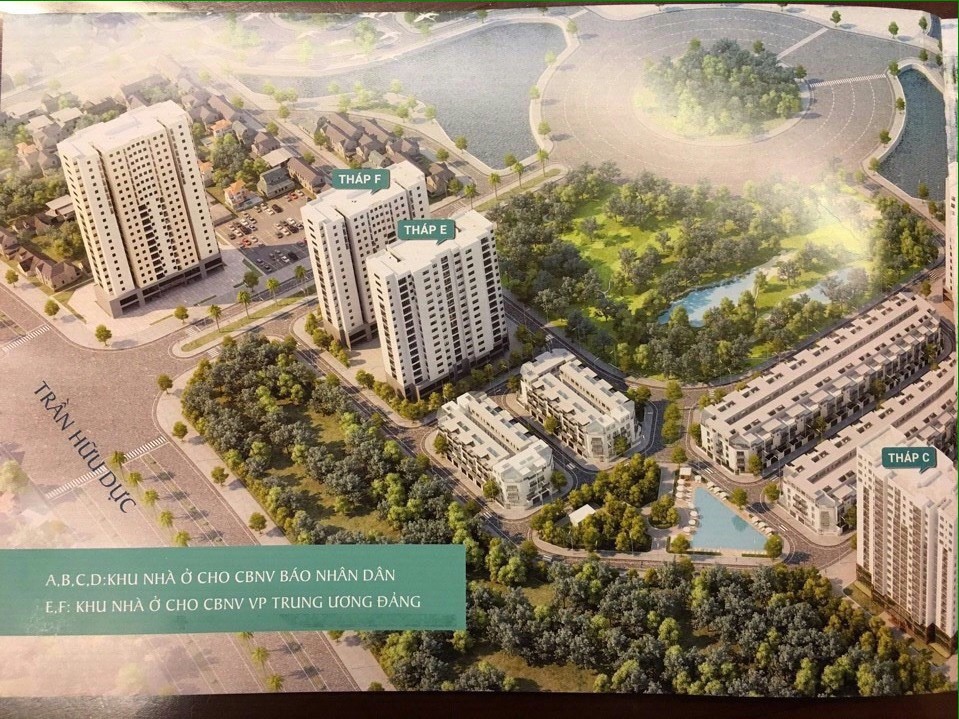 THÁP F
THÁP E
TRẦN HỮU DỰC
THÁP C
A,B,C,D:KHU NHÀ Ở CHO CBNV BÁO NHÂN DÂN
E,F: KHU NHÀ Ở CHO CBNV VP TRUNG ƯƠNG ĐẢNG